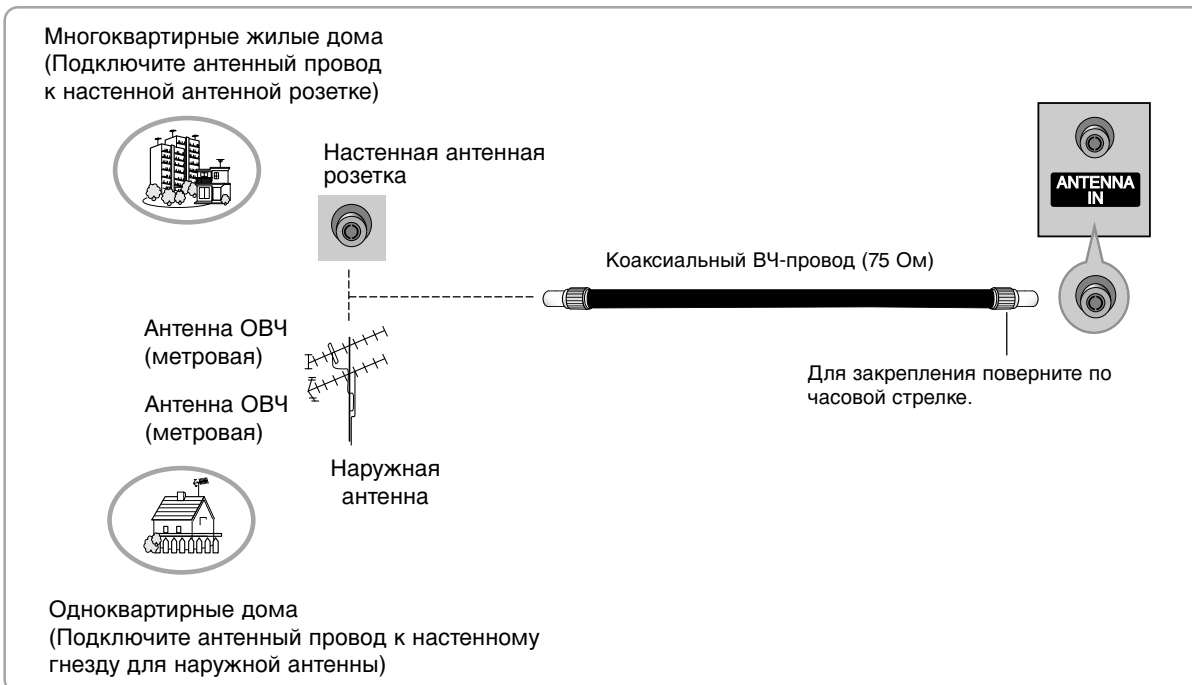 Многоквартирные жилые дома
(Подключите антенный провод
к настенной антенной розетке)
Настенная антенная
розетка
ANTENNA
IN
Коаксиальный ВЧ-провод (75 Ом)
Антенна ОВЧ
(метровая)
Для закрепления поверните по
часовой стрелке.
Антенна ОВЧ
(метровая)
Наружная
антенна
Одноквартирные дома
(Подключите антенный провод к настенному
гнезду для наружной антенны)